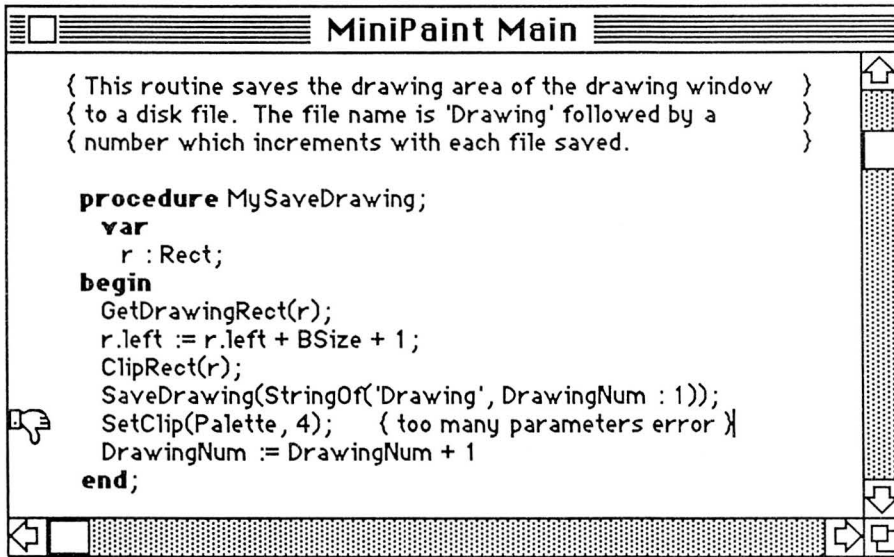 MiniPaint Main
{ This routine saves the drawing area of the drawing window }
{ to a disk file. The file name is 'Drawing' followed by a }
{ number which increments with each file saved. }
procedure MySaveDrawing;
var
r : Rect;
begin
GetDrawingRect(r);
r.left := r.left + BSize + 1;
ClipRect(r);
SaveDrawing(StringOf('Drawing', DrawingNum : 1));
SetClip(Palette, 4); { too many parameters error }
DrawingNum := DrawingNum + 1
end;